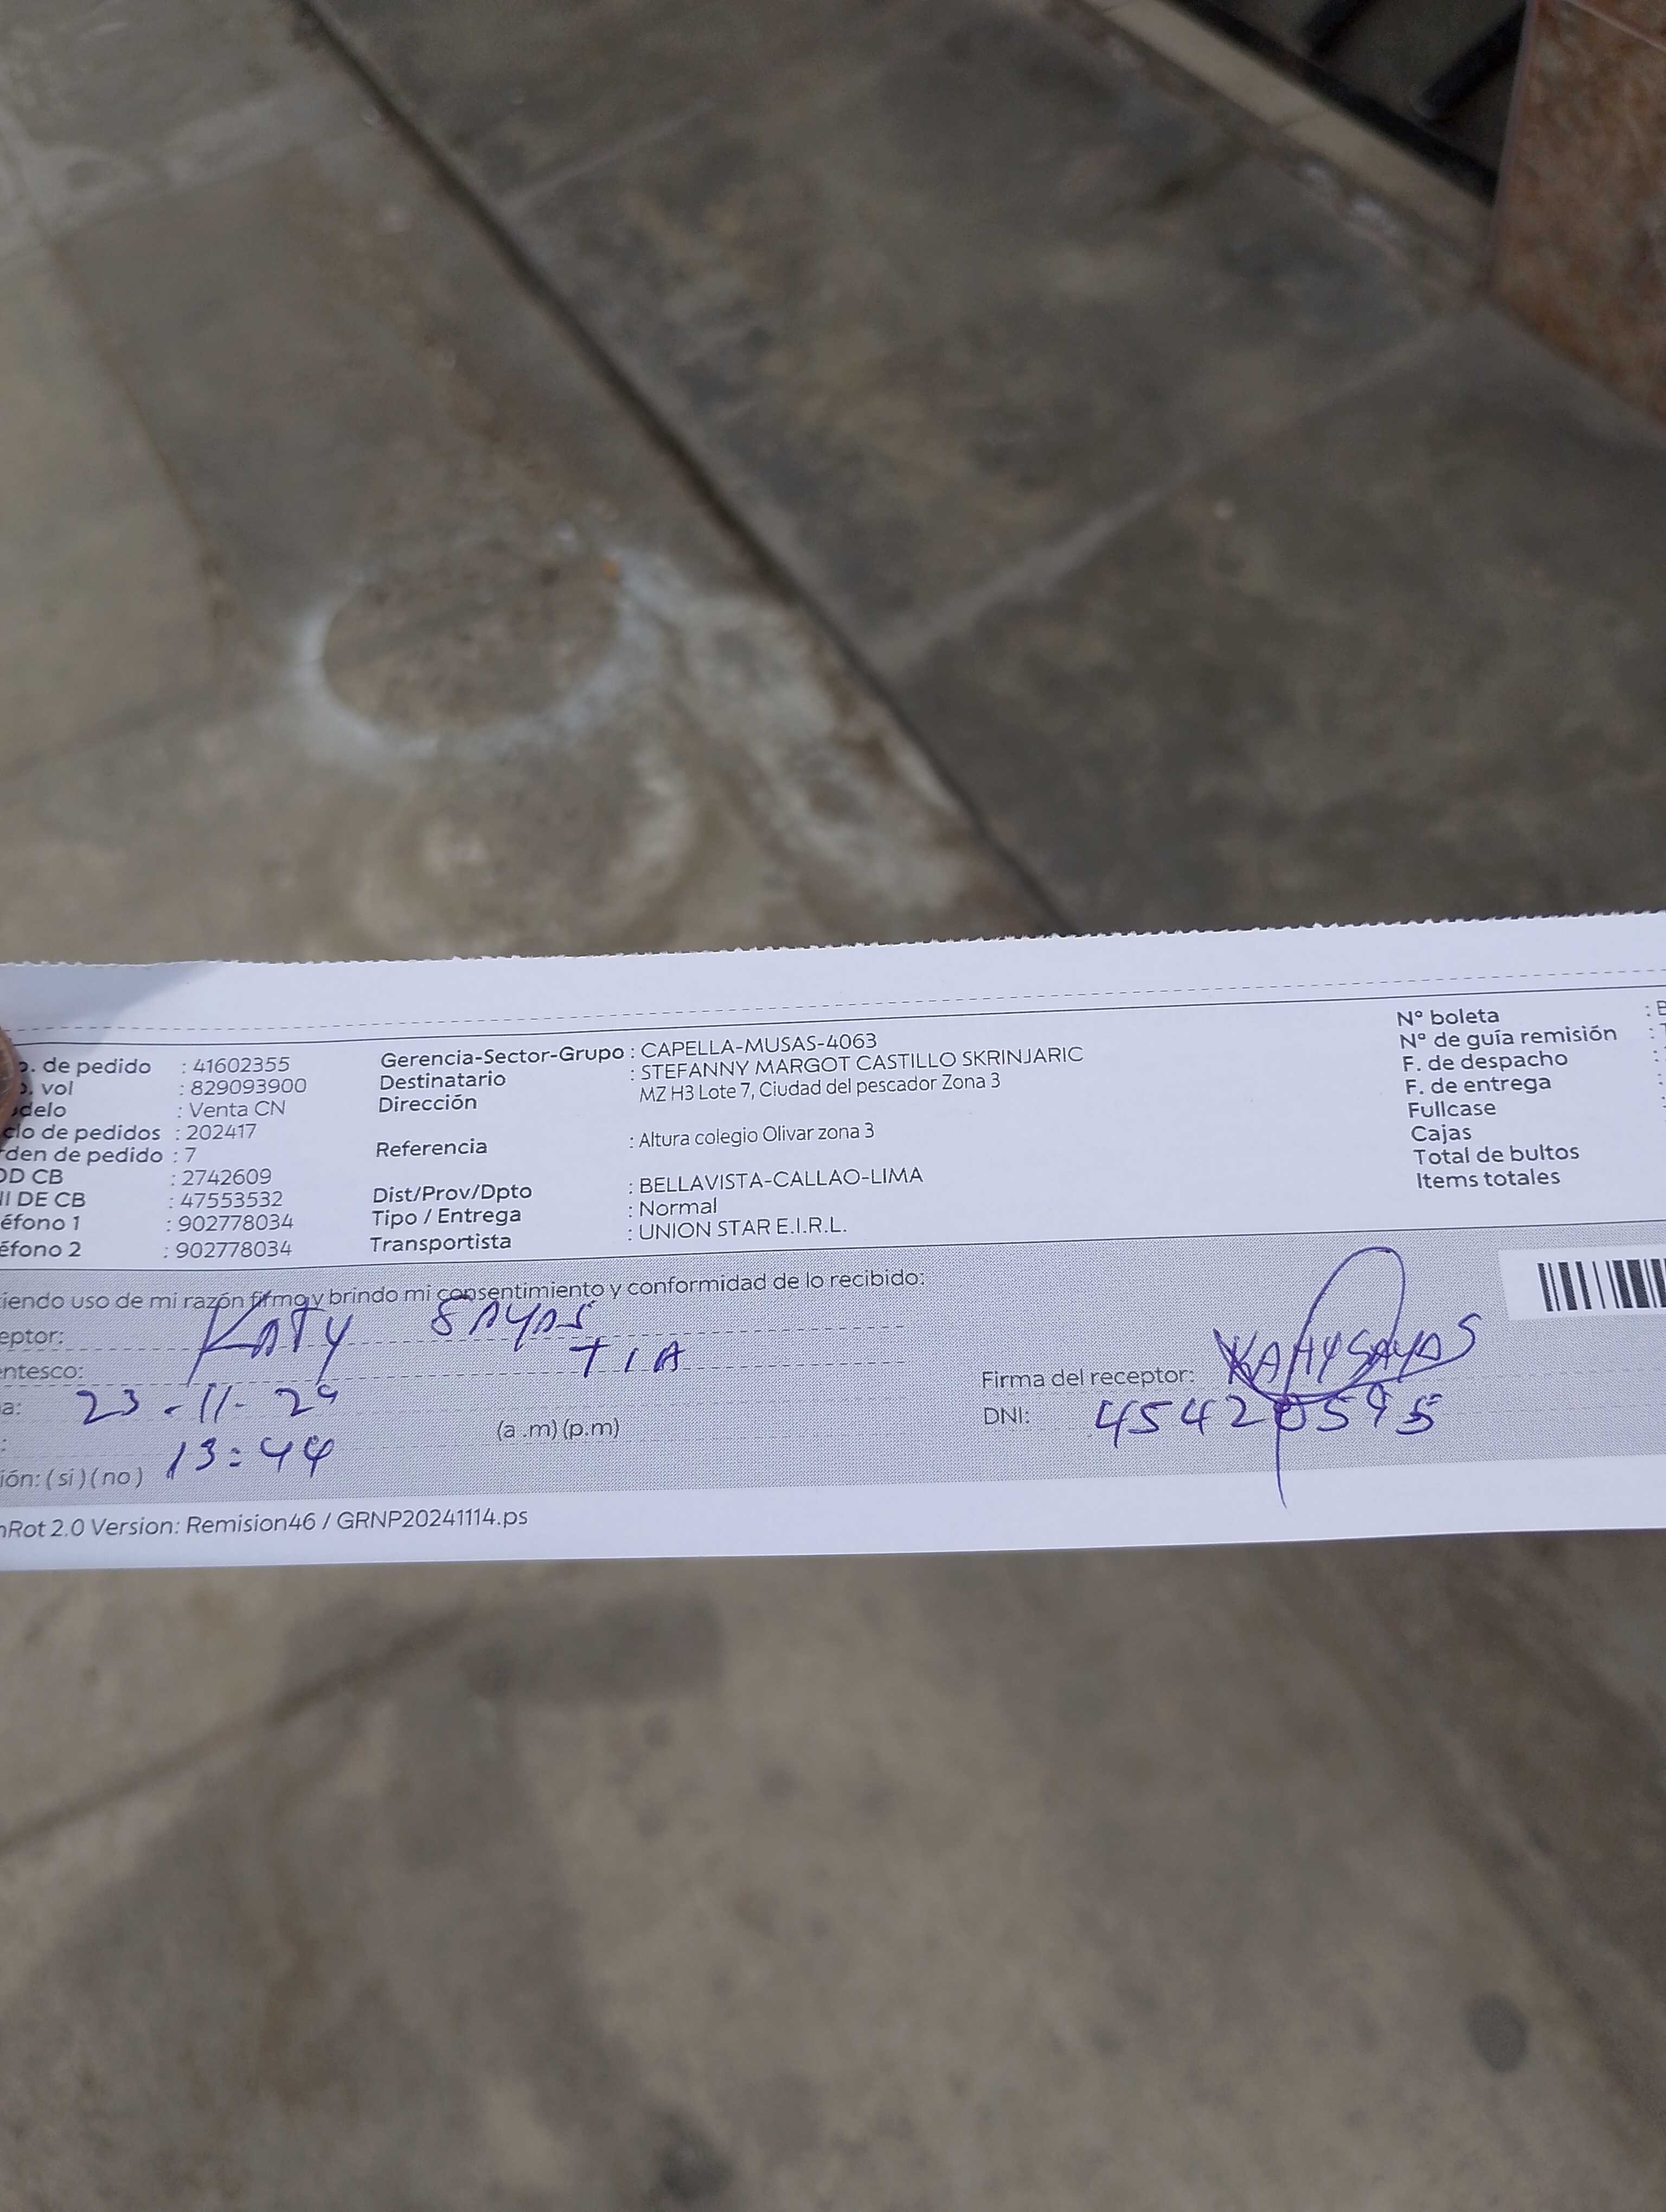 o. de pedido : 41602355
o. vol : 829093900
odelo : Venta CN
clo de pedidos : 202417
rden de pedido : 7
OD CB : 2742609
NI DE CB : 47553532
éfono 1 : 902778034
éfono 2 : 902778034
Gerencia-Sector-Grupo : CAPELLA-MUSAS-4063
Destinatario : STEFANNY MARGOT CASTILLO SKRINJARIC
Dirección MZ H3 Lote 7, Ciudad del pescador Zona 3
Referencia : Altura colegio Olivar zona 3
Dist/Prov/Dpto : BELLAVISTA-CALLAO-LIMA
Tipo / Entrega : Normal
Transportista : UNION STAR E.I.R.L.
N° boleta : B
N° de guía remisión :
F. de despacho :
F. de entrega :
Fullcase :
Cajas
Total de bultos
Items totales
iendo uso de mi razón firmo y brindo mi consentimiento y conformidad de lo recibido:
eptor: KATY SAYAS
entesco: TIA
a: 23-11-24
: 13:44 (a .m) (p.m)
ión: ( si ) ( no )
Firma del receptor: KATYSAYAS
DNI: 45420595
nRot 2.0 Version: Remision46 / GRNP20241114.ps